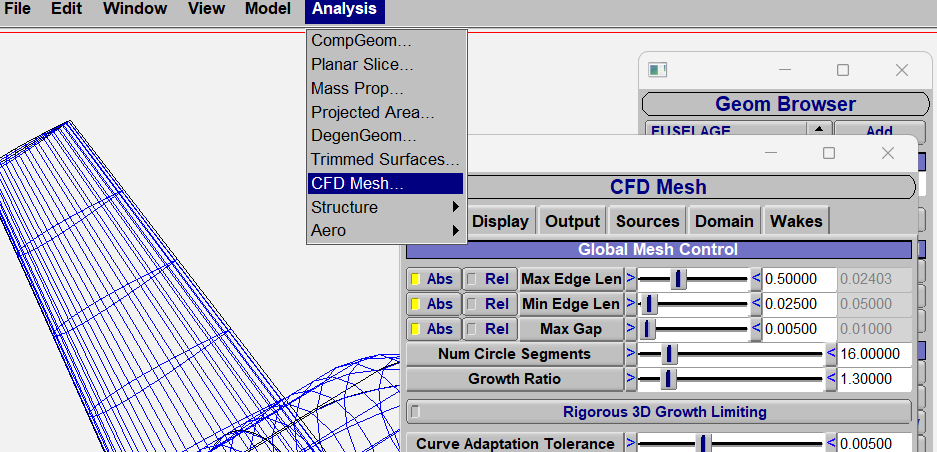 File Edit Window View Model Analysis
CompGeom...
Planar Slice...
Mass Prop...
Projected Area...
DegenGeom...
Trimmed Surfaces...
CFD Mesh...
Structure
Aero
Geom Browser
FUSELAGE Add
CFD Mesh
Display Output Sources Domain Wakes
Global Mesh Control
Abs Rel Max Edge Len > < 0.50000 0.02403
Abs Rel Min Edge Len > < 0.02500 0.05000
Abs Rel Max Gap > < 0.00500 0.01000
Num Circle Segments > < 16.00000
Growth Ratio > < 1.30000
Rigorous 3D Growth Limiting
Curve Adaptation Tolerance > < 0.00500